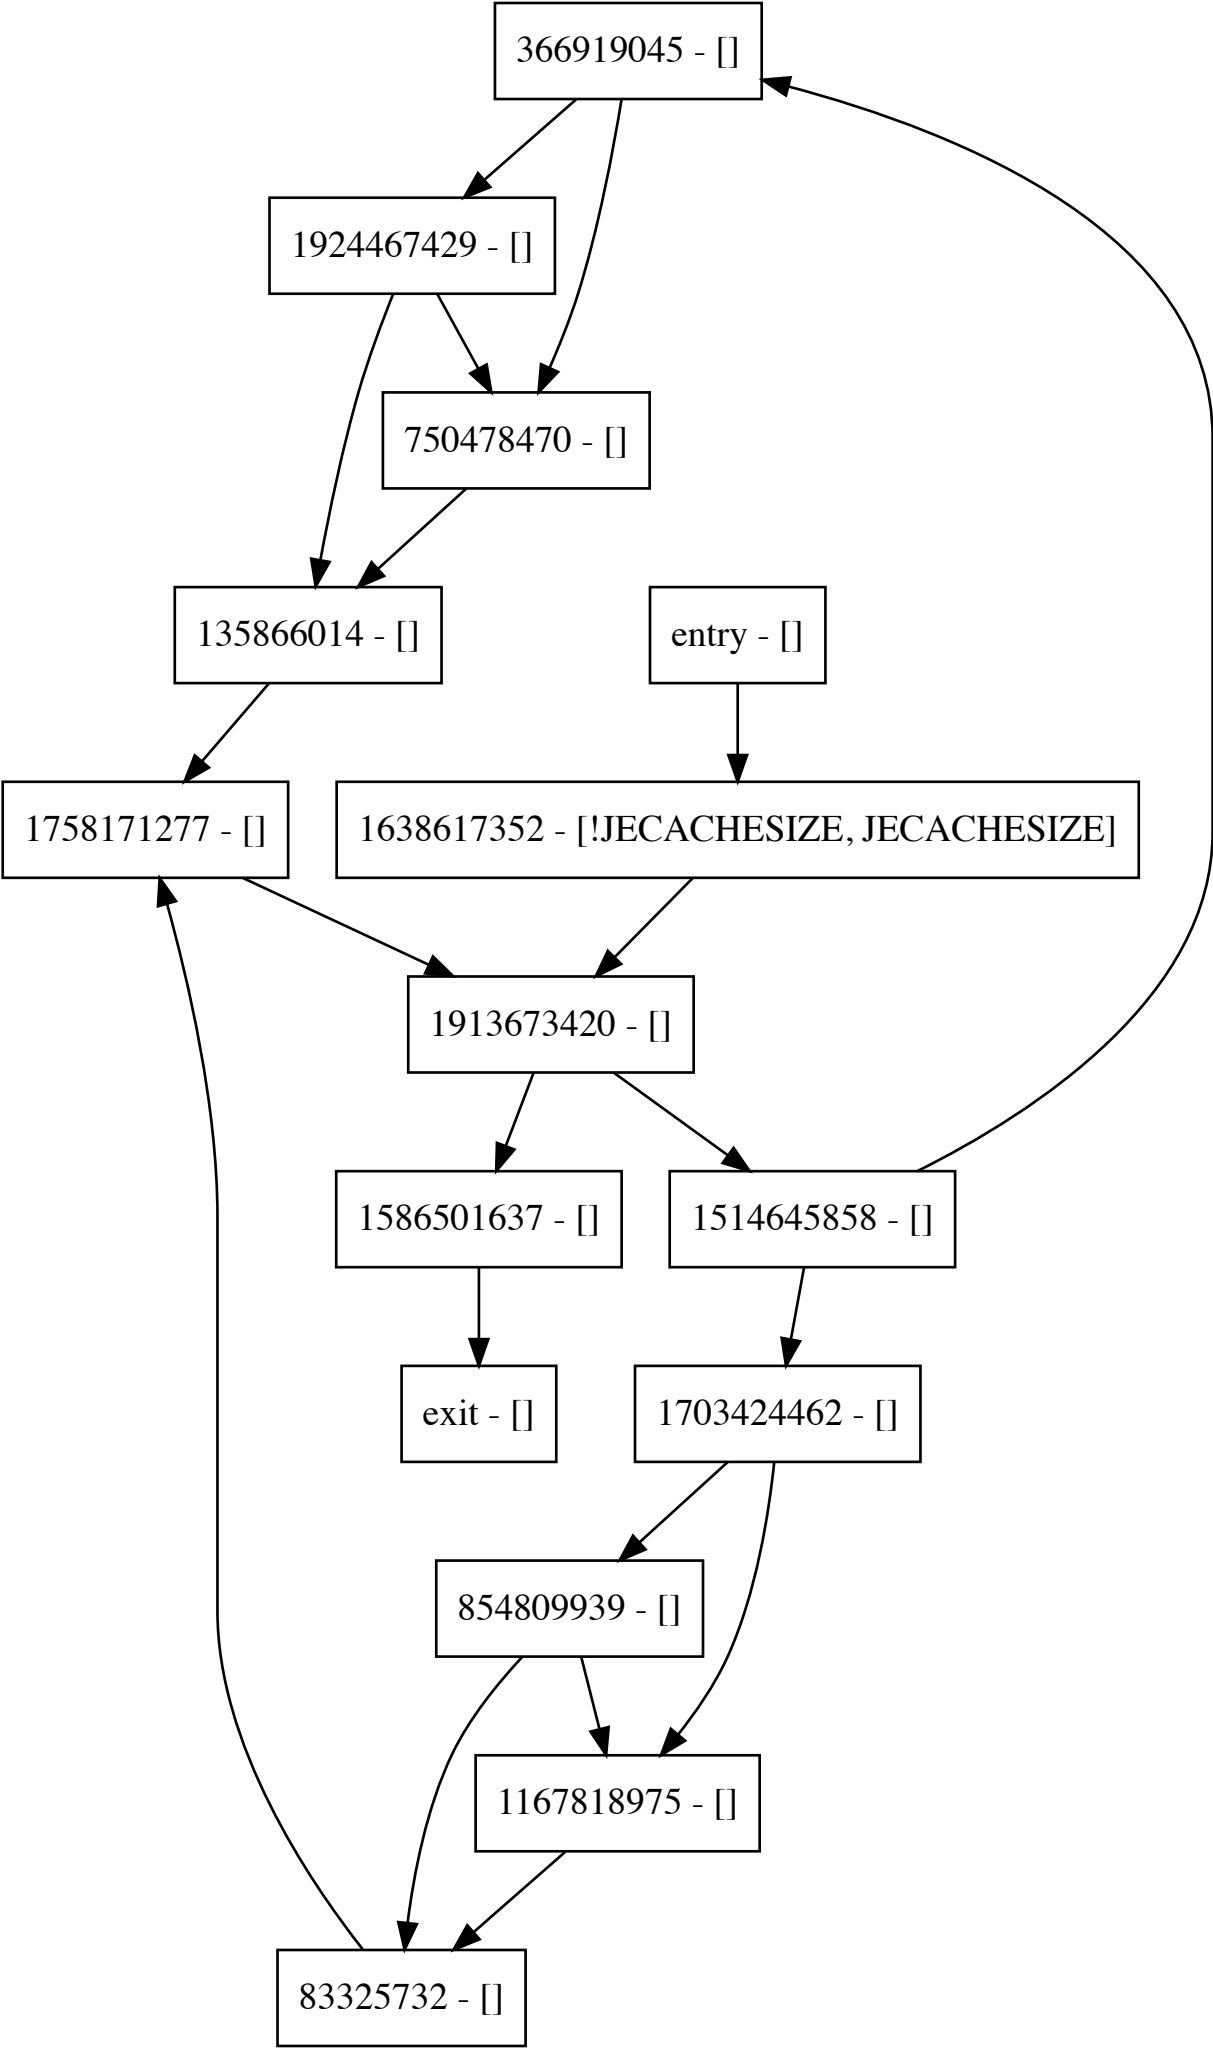 366919045 - []
1924467429 - []
750478470 - []
135866014 - []
entry - []
1758171277 - []
1638617352 - [!JECACHESIZE, JECACHESIZE]
1913673420 - []
1586501637 - []
1514645858 - []
exit - []
1703424462 - []
854809939 - []
1167818975 - []
83325732 - []